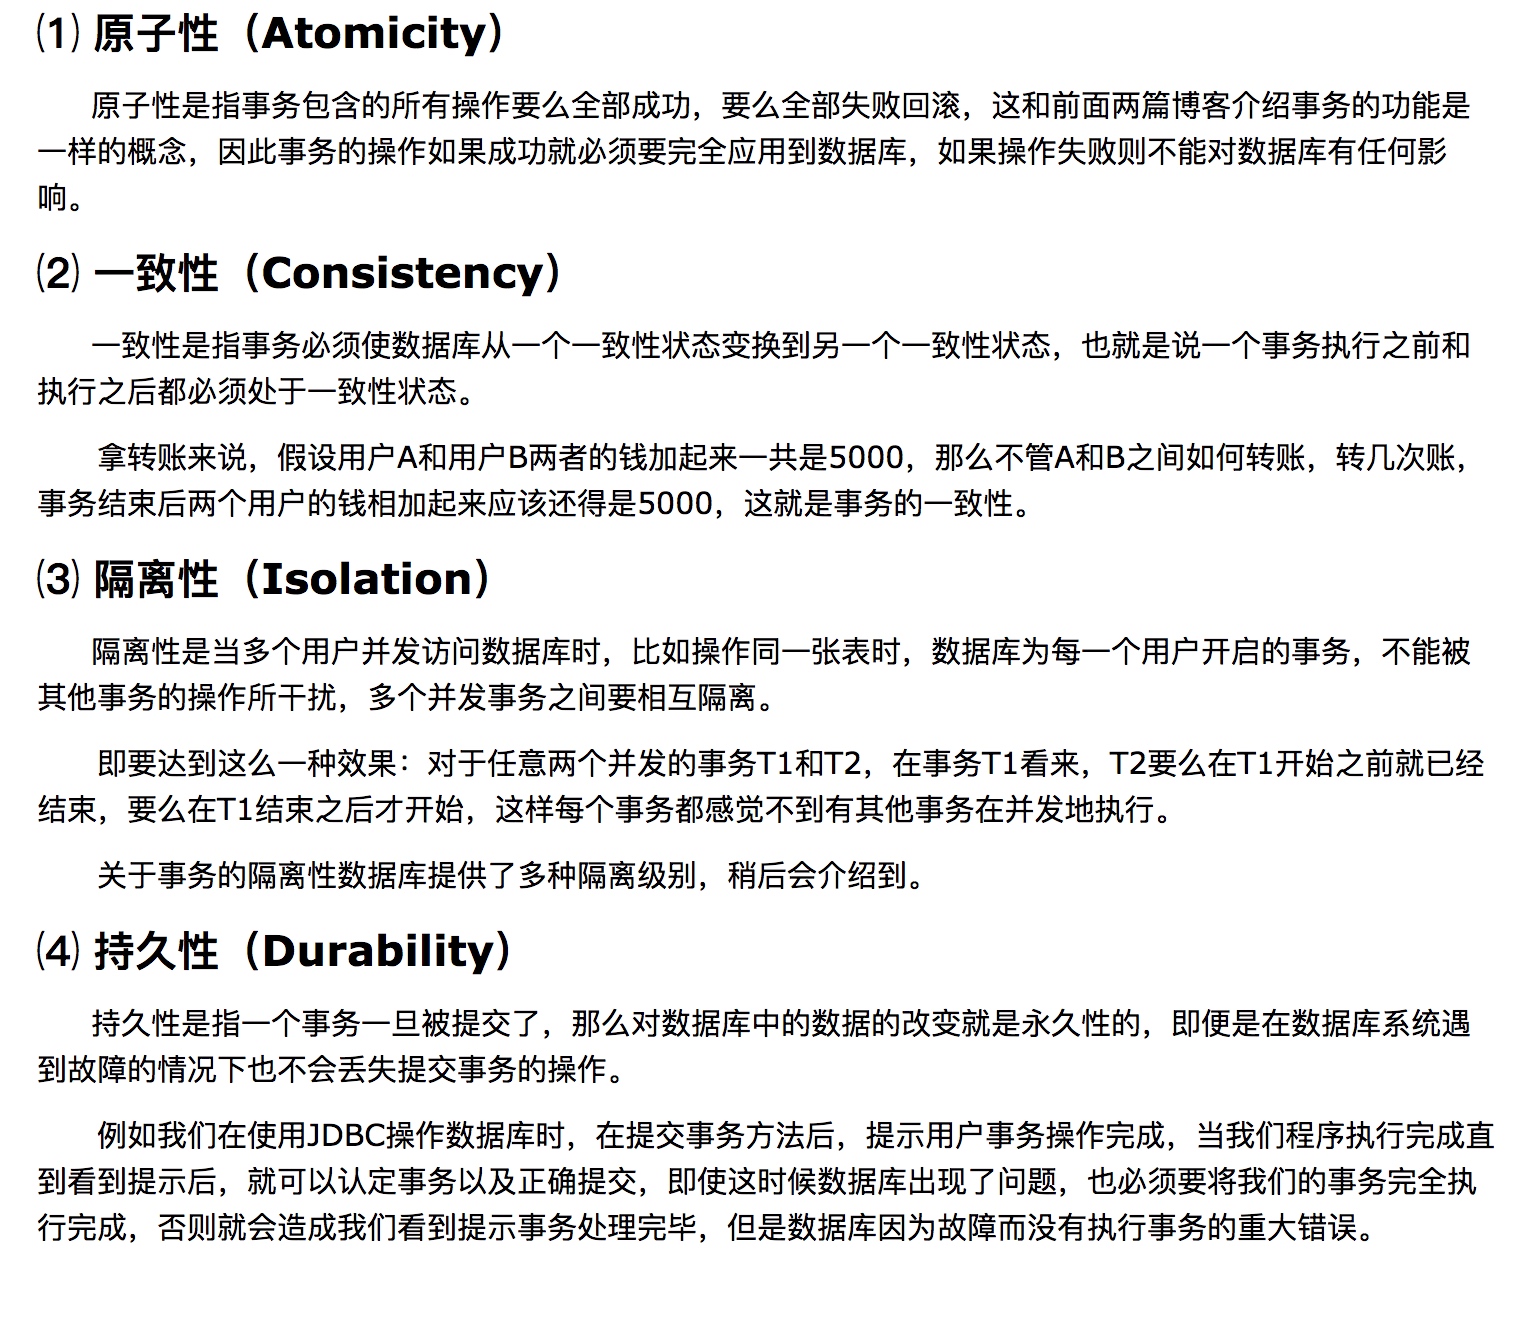 ⑴ 原子性（Atomicity）
原子性是指事务包含的所有操作要么全部成功，要么全部失败回滚，这和前面两篇博客介绍事务的功能是
一样的概念，因此事务的操作如果成功就必须要完全应用到数据库，如果操作失败则不能对数据库有任何影
响。
⑵ 一致性（Consistency）
一致性是指事务必须使数据库从一个一致性状态变换到另一个一致性状态，也就是说一个事务执行之前和
执行之后都必须处于一致性状态。
拿转账来说，假设用户A和用户B两者的钱加起来一共是5000，那么不管A和B之间如何转账，转几次账，
事务结束后两个用户的钱相加起来应该还得是5000，这就是事务的一致性。
⑶ 隔离性（Isolation）
隔离性是当多个用户并发访问数据库时，比如操作同一张表时，数据库为每一个用户开启的事务，不能被
其他事务的操作所干扰，多个并发事务之间要相互隔离。
即要达到这么一种效果：对于任意两个并发的事务T1和T2，在事务T1看来，T2要么在T1开始之前就已经
结束，要么在T1结束之后才开始，这样每个事务都感觉不到有其他事务在并发地执行。
关于事务的隔离性数据库提供了多种隔离级别，稍后会介绍到。
⑷ 持久性（Durability）
持久性是指一个事务一旦被提交了，那么对数据库中的数据的改变就是永久性的，即便是在数据库系统遇
到故障的情况下也不会丢失提交事务的操作。
例如我们在使用JDBC操作数据库时，在提交事务方法后，提示用户事务操作完成，当我们程序执行完成直
到看到提示后，就可以认定事务以及正确提交，即使这时候数据库出现了问题，也必须要将我们的事务完全执
行完成，否则就会造成我们看到提示事务处理完毕，但是数据库因为故障而没有执行事务的重大错误。